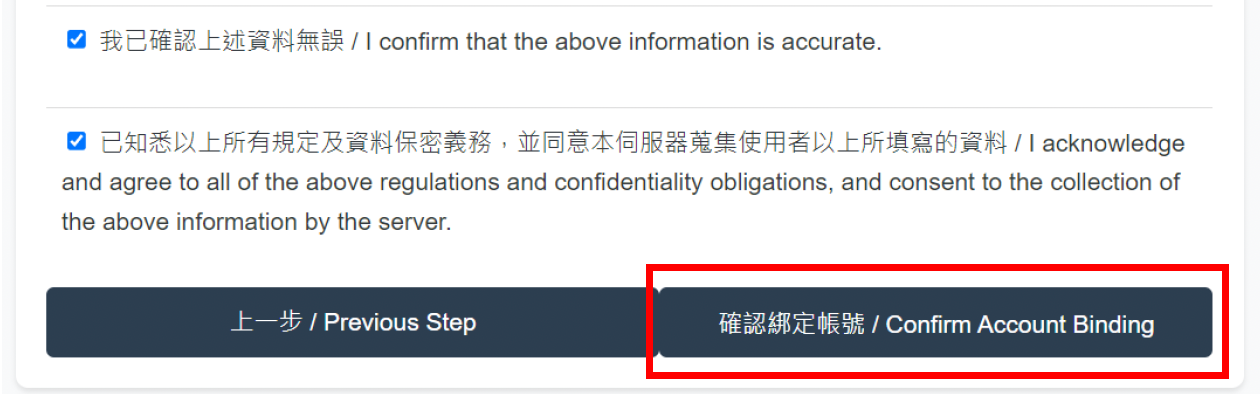 我已確認上述資料無誤 / I confirm that the above information is accurate.
已知悉以上所有規定及資料保密義務，並同意本伺服器蒐集使用者以上所填寫的資料 / I acknowledge
and agree to all of the above regulations and confidentiality obligations, and consent to the collection of
the above information by the server.
上一步 / Previous Step
確認綁定帳號 / Confirm Account Binding